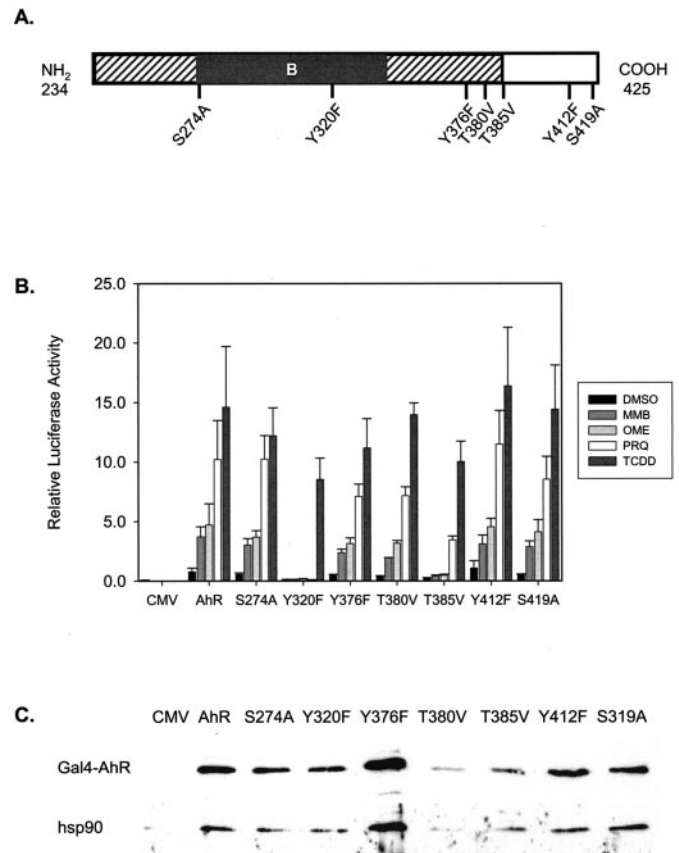 A.
NH2
234
B
COOH
425
S274A
Y320F
Y376F
T380V
T385V
Y412F
S419A
B.
Relative Luciferase Activity
25.0
20.0
15.0
10.0
5.0
0.0
CMV AhR S274A Y320F Y376F T380V T385V Y412F S419A
DMSO
MMB
OME
PRQ
TCDD
C.
CMV AhR S274A Y320F Y376F T380V T385V Y412F S319A
Gal4-AhR
hsp90